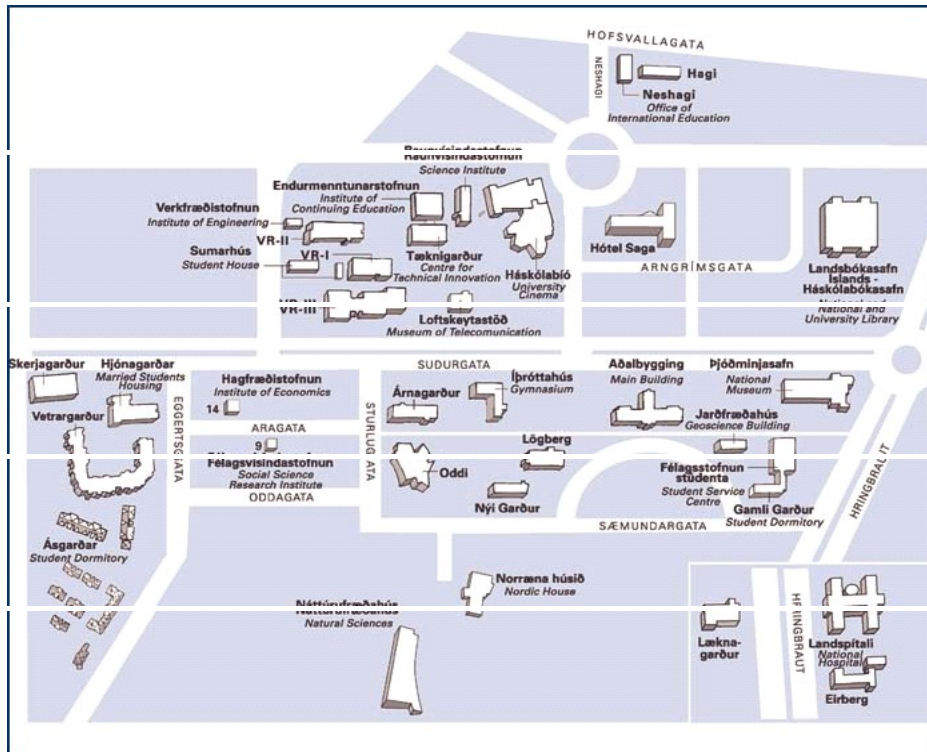 HOFSVALLAGATA
NESHAGI
Hagi
Neshagi
Office of
International Education
Raunvísindastofnun
Science Institute
Endurmenntunarstofnun
Institute of
Continuing Education
Verkfræðistofnun
Institute of Engineering
VR-II
Sumarhús
Student House
VR-I
Tæknigarður
Centre for
Technical Innovation
Háskólabíó
University
Cinema
Hótel Saga
ARNGRÍMSGATA
Landsbókasafn
Islands -
Háskólabókasafn
National and
University Library
VR-III
Loftskeytastöð
Museum of Telecomunication
Skerjagarður
Hjónagarðar
Married Students
Housing
Vetrargarður
EGGERTSGATA
Hagfræðistofnun
Institute of Economics
14
ARAGATA
9
Félagsvisindastofnun
Social Science
Research Institute
ODDAGATA
STURLUGATA
SUDURGATA
Árnagarður
Íþróttahús
Gymnasium
Aðalbygging
Main Building
Þjóðminjasafn
National
Museum
Jarðfræðahús
Geoscience Building
Lögberg
Oddi
Nýi Garður
Félagsstofnun
studenta
Student Service
Centre
Gamli Garður
Student Dormitory
SÆMUNDARGATA
HRINGBRAUT
Ásgarðar
Student Dormitory
Norræna húsið
Nordic House
Náttúrufræðahús
Natural Sciences
Lækna-
garður
HRINGBRAUT
Landspítali
National
Hospital
Eirberg